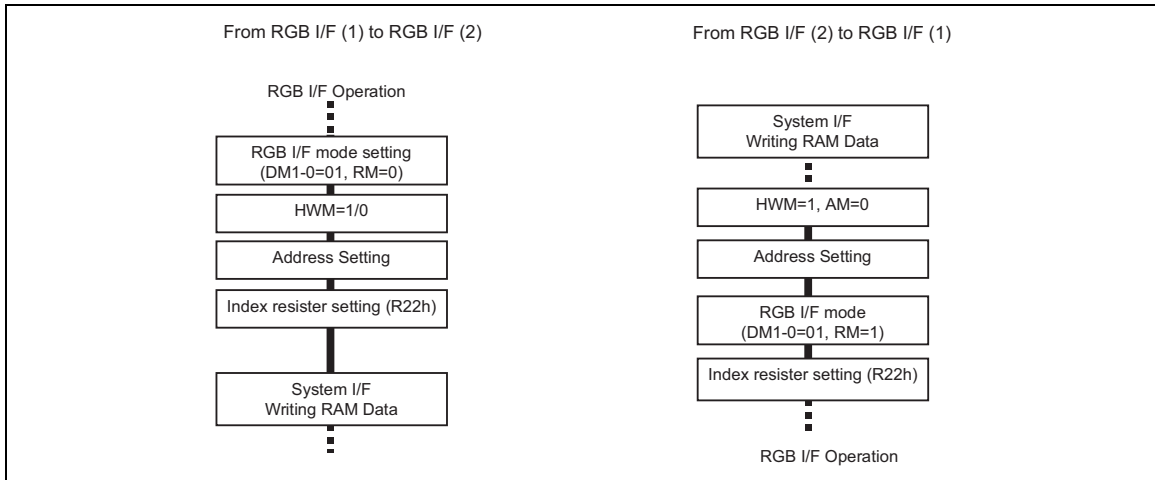 From RGB I/F (1) to RGB I/F (2)
RGB I/F Operation
RGB I/F mode setting
(DM1-0=01, RM=0)
HWM=1/0
Address Setting
Index resister setting (R22h)
System I/F
Writing RAM Data
From RGB I/F (2) to RGB I/F (1)
System I/F
Writing RAM Data
HWM=1, AM=0
Address Setting
RGB I/F mode
(DM1-0=01, RM=1)
Index resister setting (R22h)
RGB I/F Operation